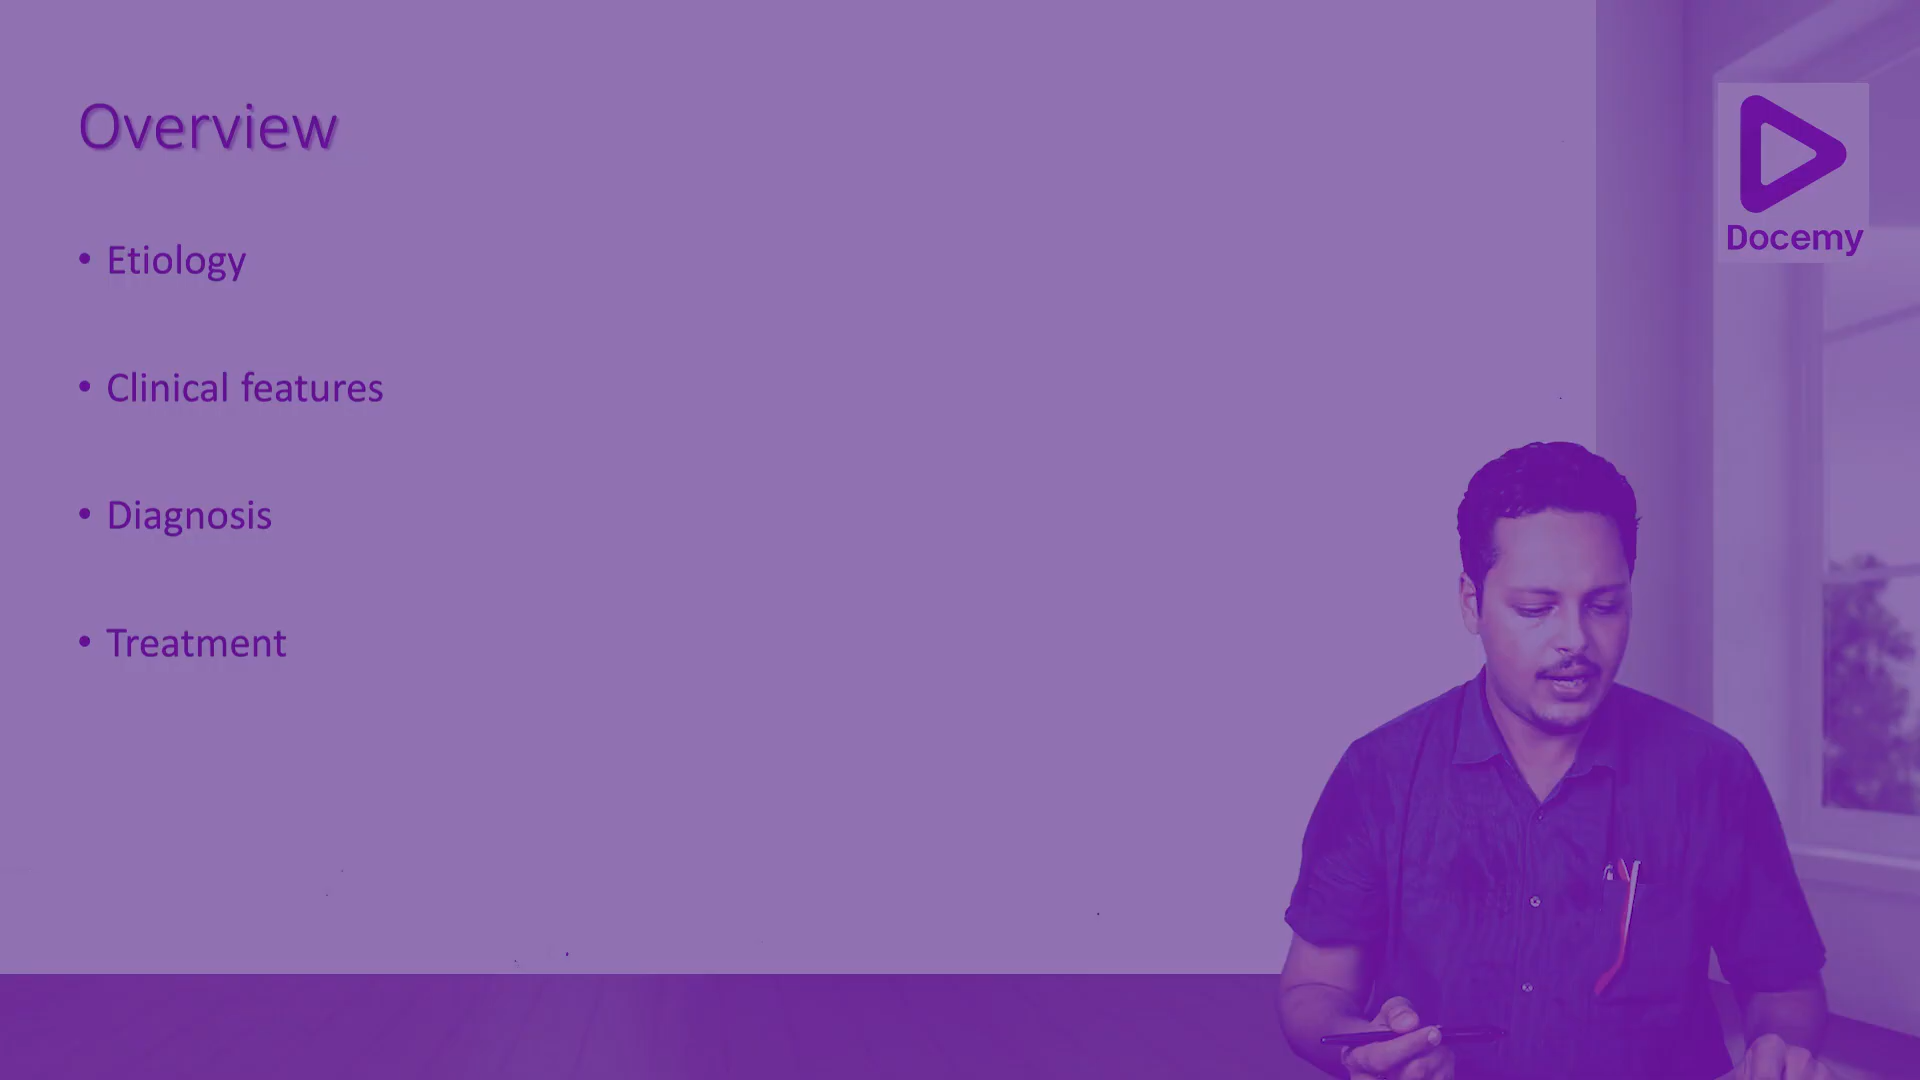 Overview
• Etiology
• Clinical features
• Diagnosis
• Treatment
Docemy